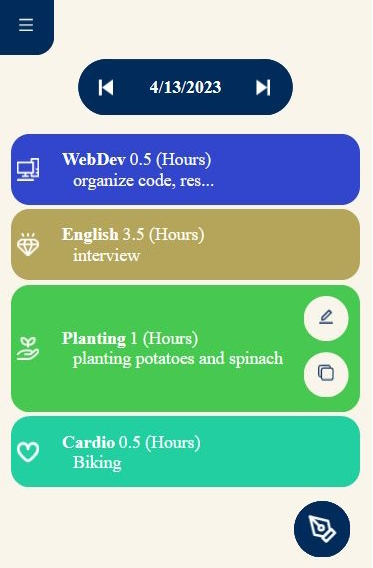 4/13/2023
WebDev 0.5 (Hours)
organize code, res...
English 3.5 (Hours)
interview
Planting 1 (Hours)
planting potatoes and spinach
Cardio 0.5 (Hours)
Biking